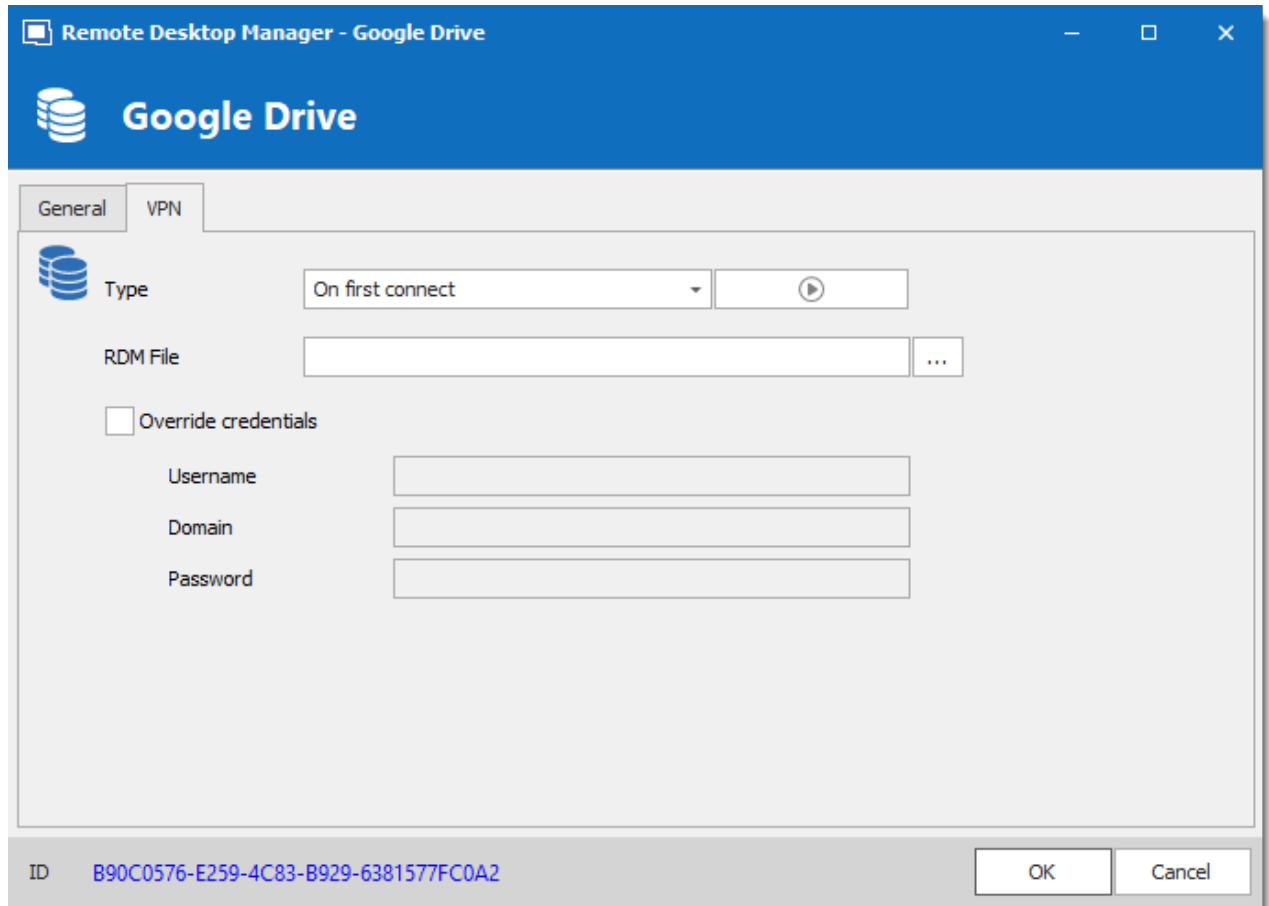 Remote Desktop Manager - Google Drive
Google Drive
General VPN
Type On first connect
RDM File ...
Override credentials
Username
Domain
Password
ID B90C0576-E259-4C83-B929-6381577FC0A2 OK Cancel